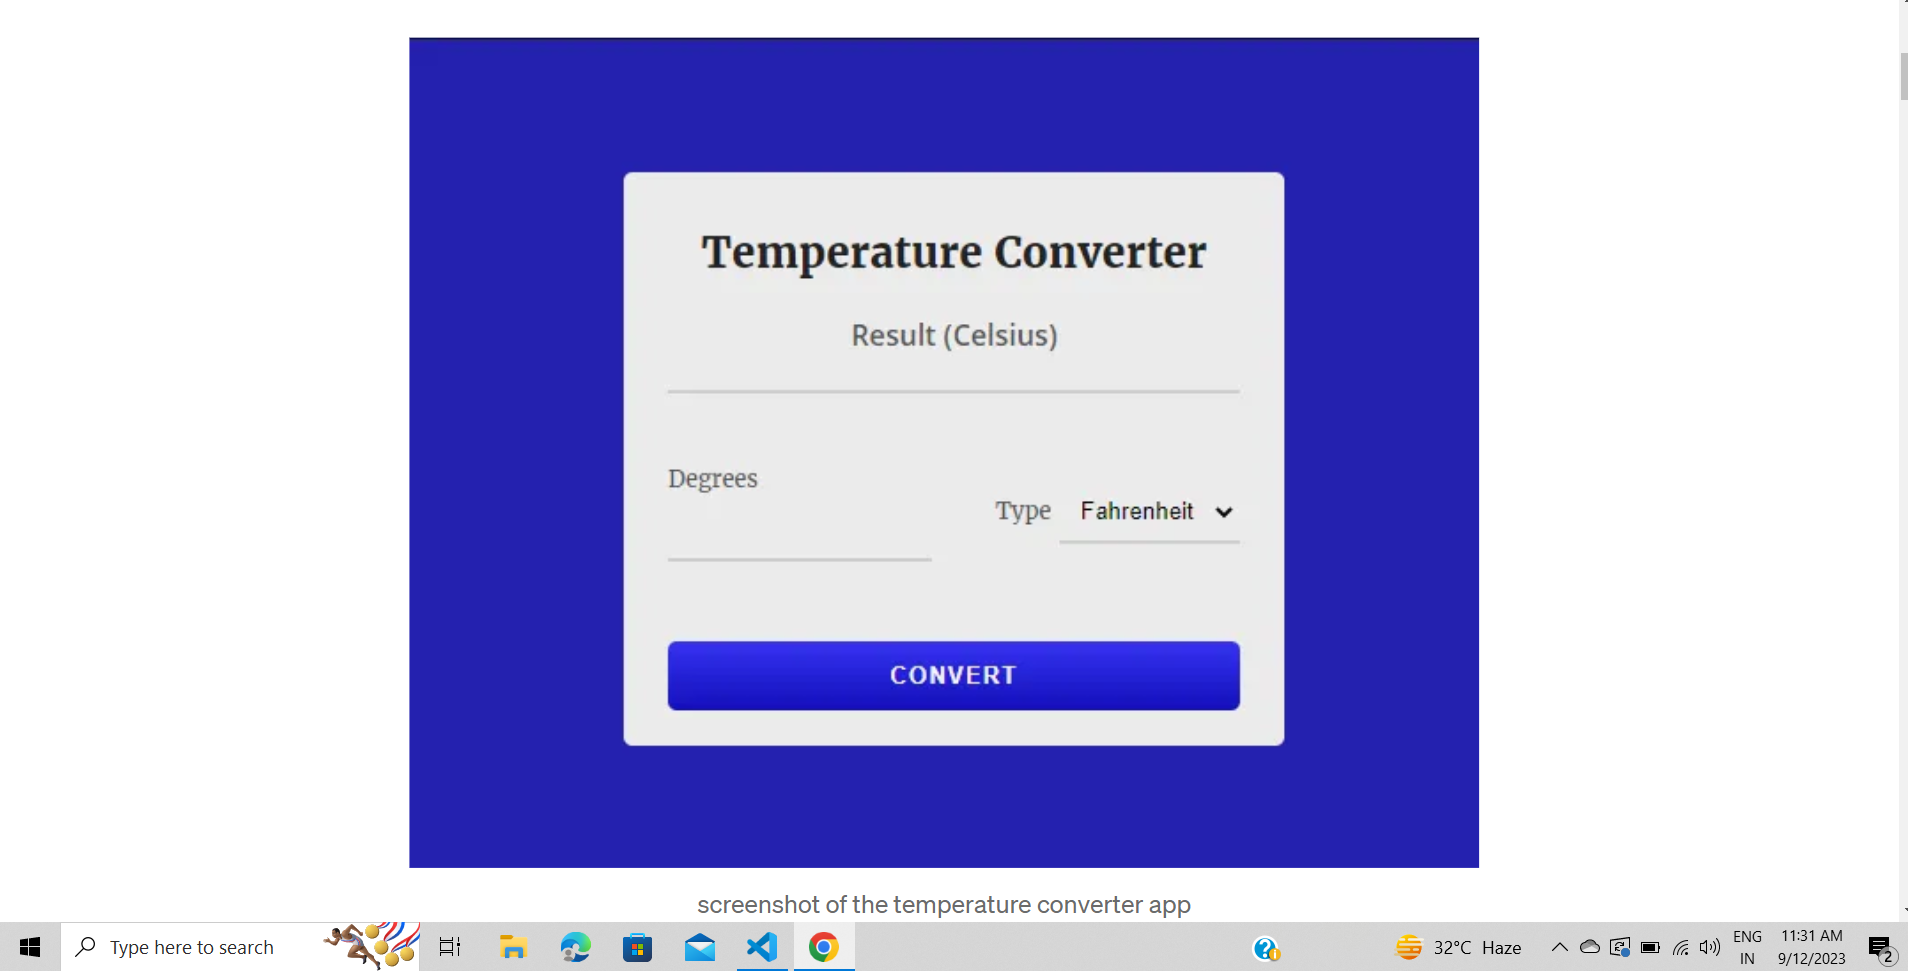 Temperature Converter
Result (Celsius)
Degrees
Type Fahrenheit
CONVERT
screenshot of the temperature converter app
Type here to search
32°C Haze
ENG
IN
11:31 AM
9/12/2023
2